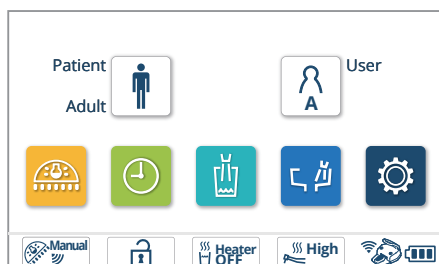 Patient
User
Adult
A
Manual
Heater
OFF
High